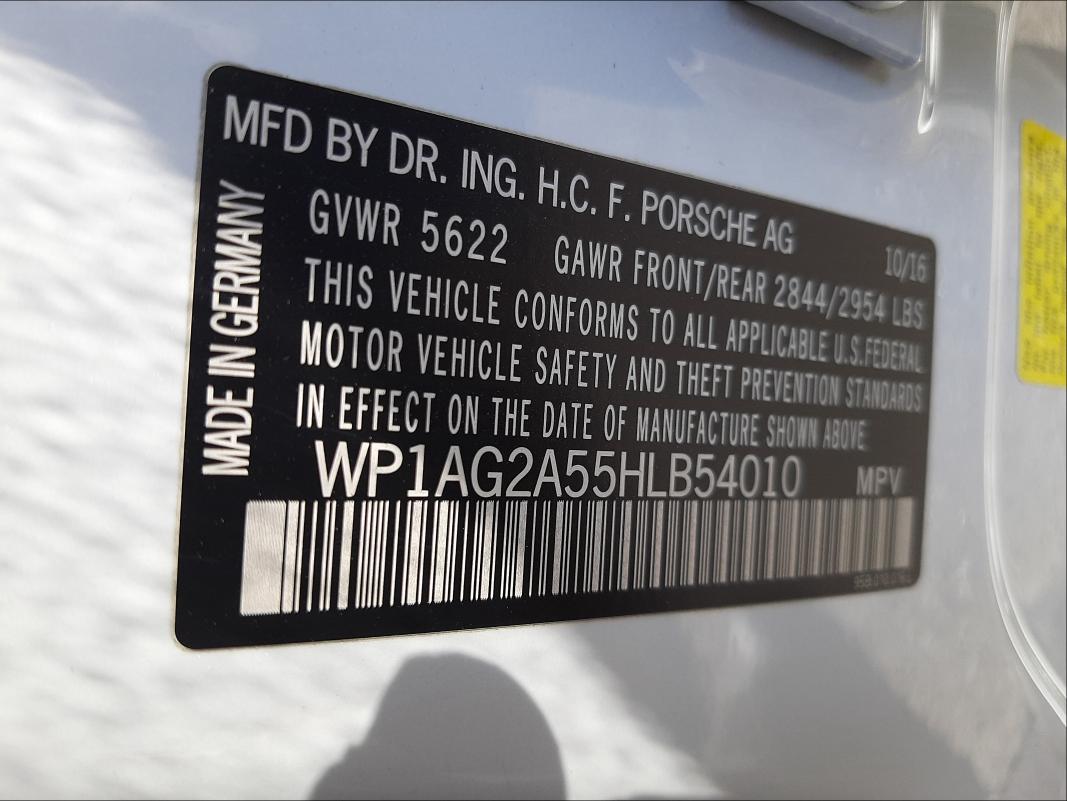 MFD BY DR. ING. H.C. F. PORSCHE AG
10/16
GVWR 5622 GAWR FRONT/REAR 2844/2954 LBS
THIS VEHICLE CONFORMS TO ALL APPLICABLE U.S.FEDERAL
MOTOR VEHICLE SAFETY AND THEFT PREVENTION STANDARDS
IN EFFECT ON THE DATE OF MANUFACTURE SHOWN ABOVE
WP1AG2A55HLB54010 MPV
MADE IN GERMANY